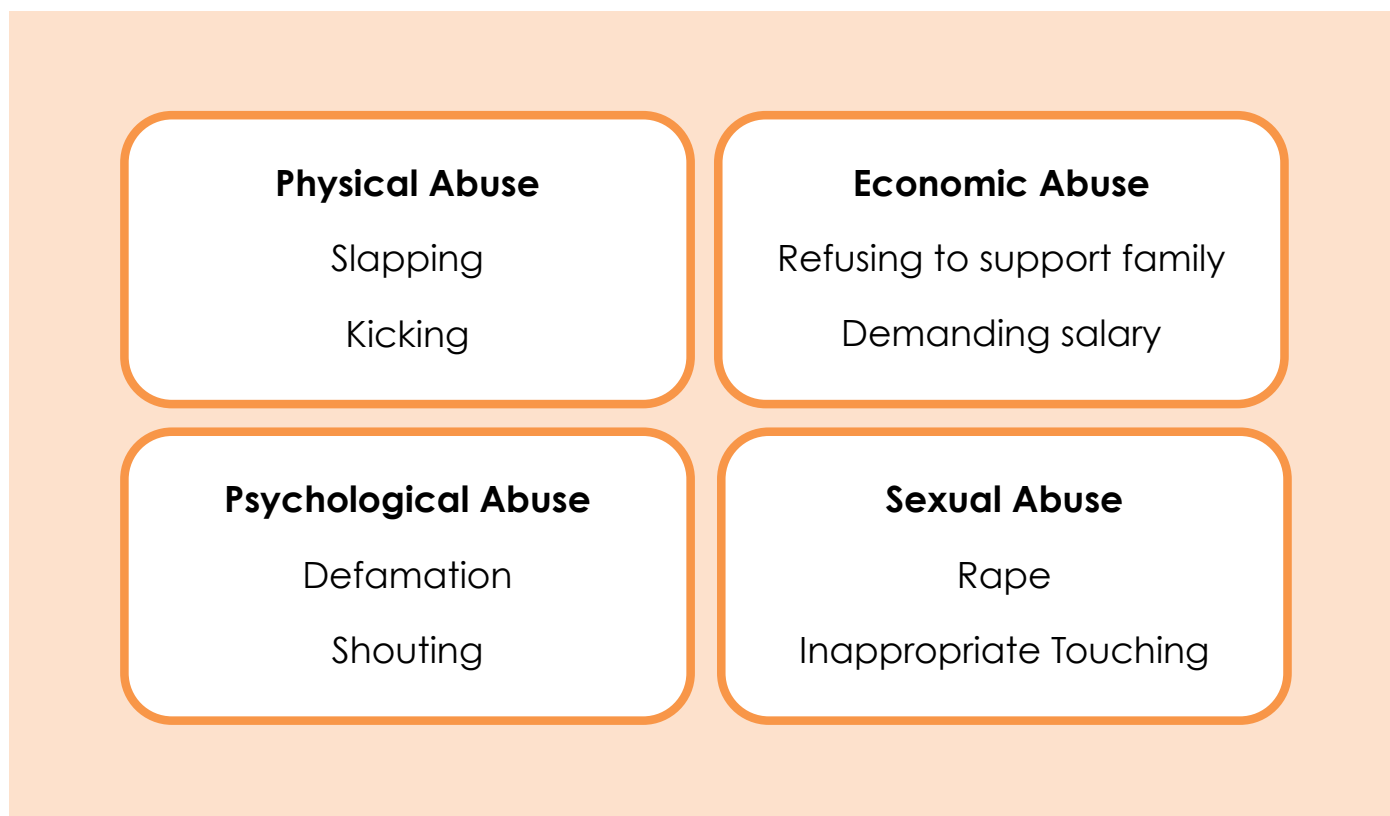 Physical Abuse
Slapping
Kicking
Economic Abuse
Refusing to support family
Demanding salary
Psychological Abuse
Defamation
Shouting
Sexual Abuse
Rape
Inappropriate Touching